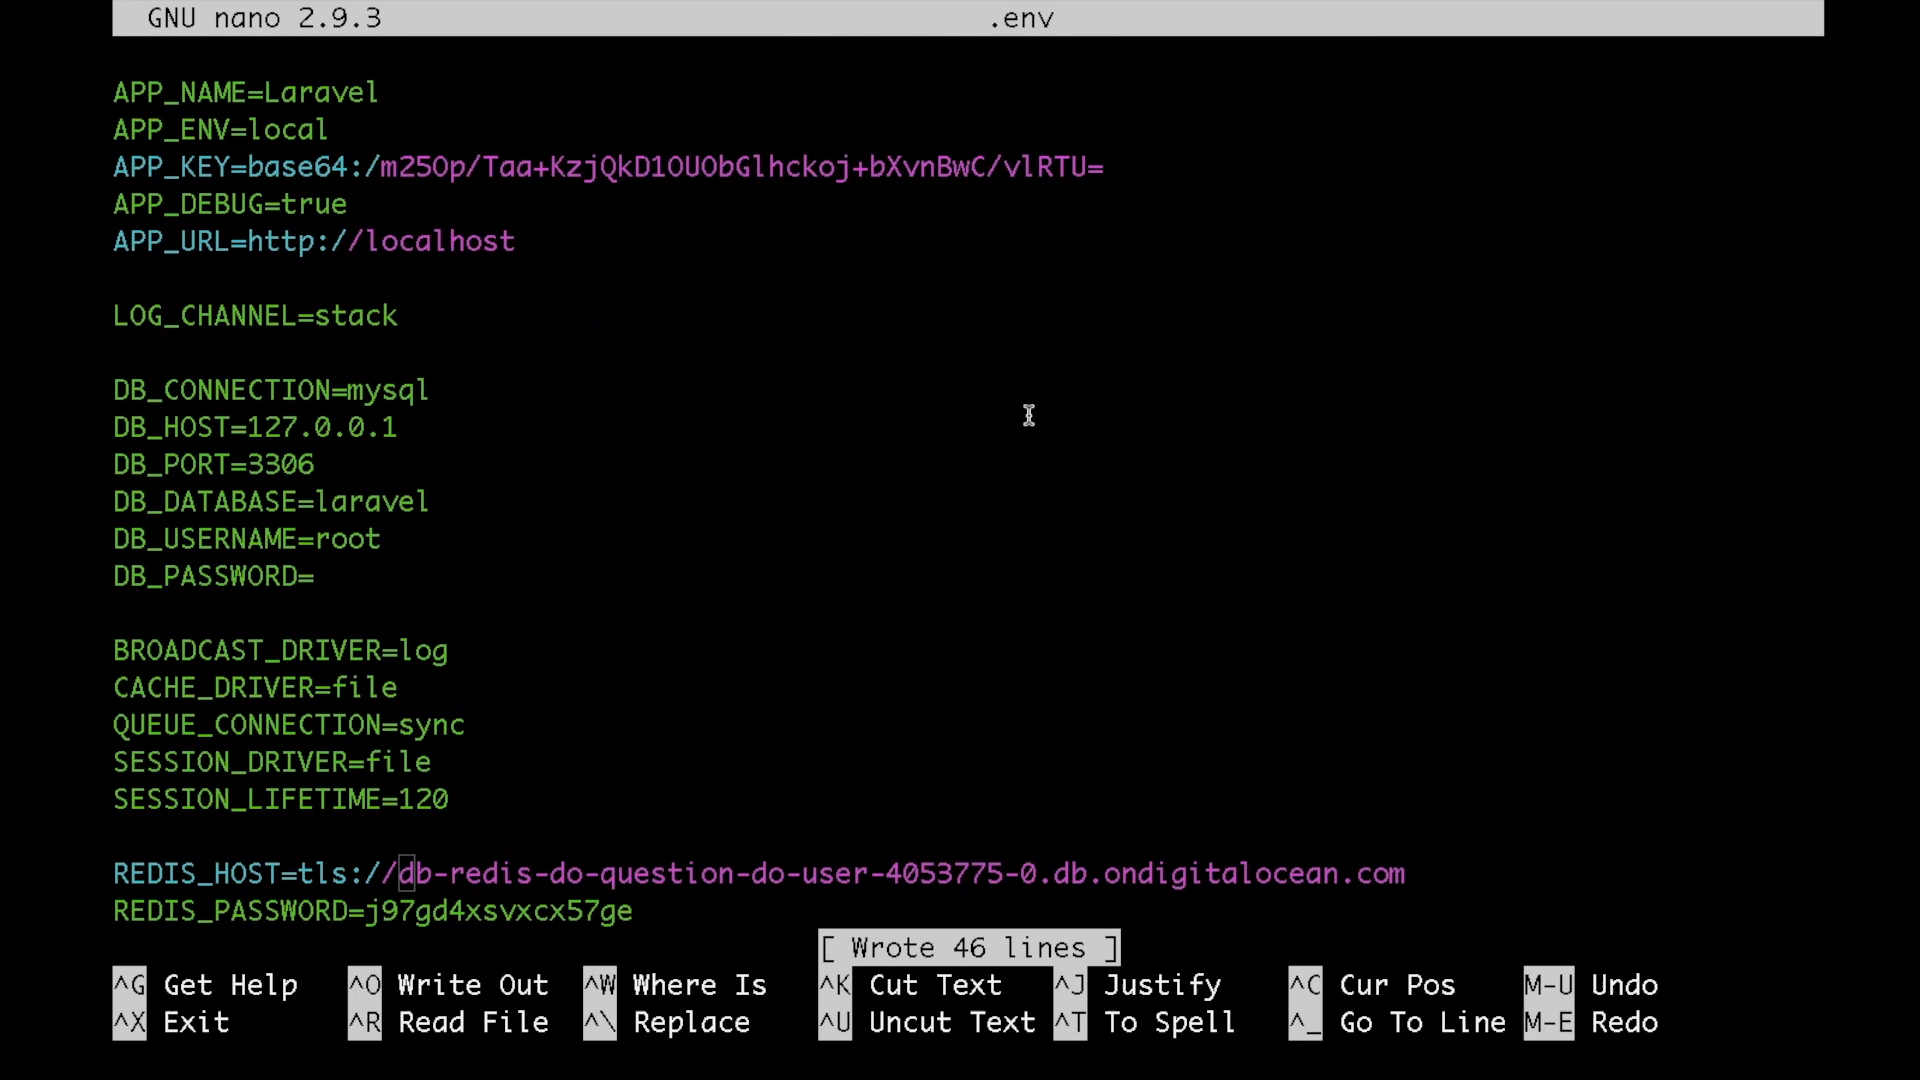 GNU nano 2.9.3 .env
APP_NAME=Laravel
APP_ENV=local
APP_KEY=base64:/m25Op/Taa+KzjQkD1OUObGlhckoj+bXvnBwC/vlRTU=
APP_DEBUG=true
APP_URL=http://localhost
LOG_CHANNEL=stack
DB_CONNECTION=mysql
DB_HOST=127.0.0.1
DB_PORT=3306
DB_DATABASE=laravel
DB_USERNAME=root
DB_PASSWORD=
BROADCAST_DRIVER=log
CACHE_DRIVER=file
QUEUE_CONNECTION=sync
SESSION_DRIVER=file
SESSION_LIFETIME=120
REDIS_HOST=tls://db-redis-do-question-do-user-4053775-0.db.ondigitalocean.com
REDIS_PASSWORD=j97gd4xsvxcx57ge
[ Wrote 46 lines ]
^G Get Help ^O Write Out ^W Where Is ^K Cut Text ^J Justify ^C Cur Pos M-U Undo
^X Exit ^R Read File ^\ Replace ^U Uncut Text ^T To Spell ^_ Go To Line M-E Redo